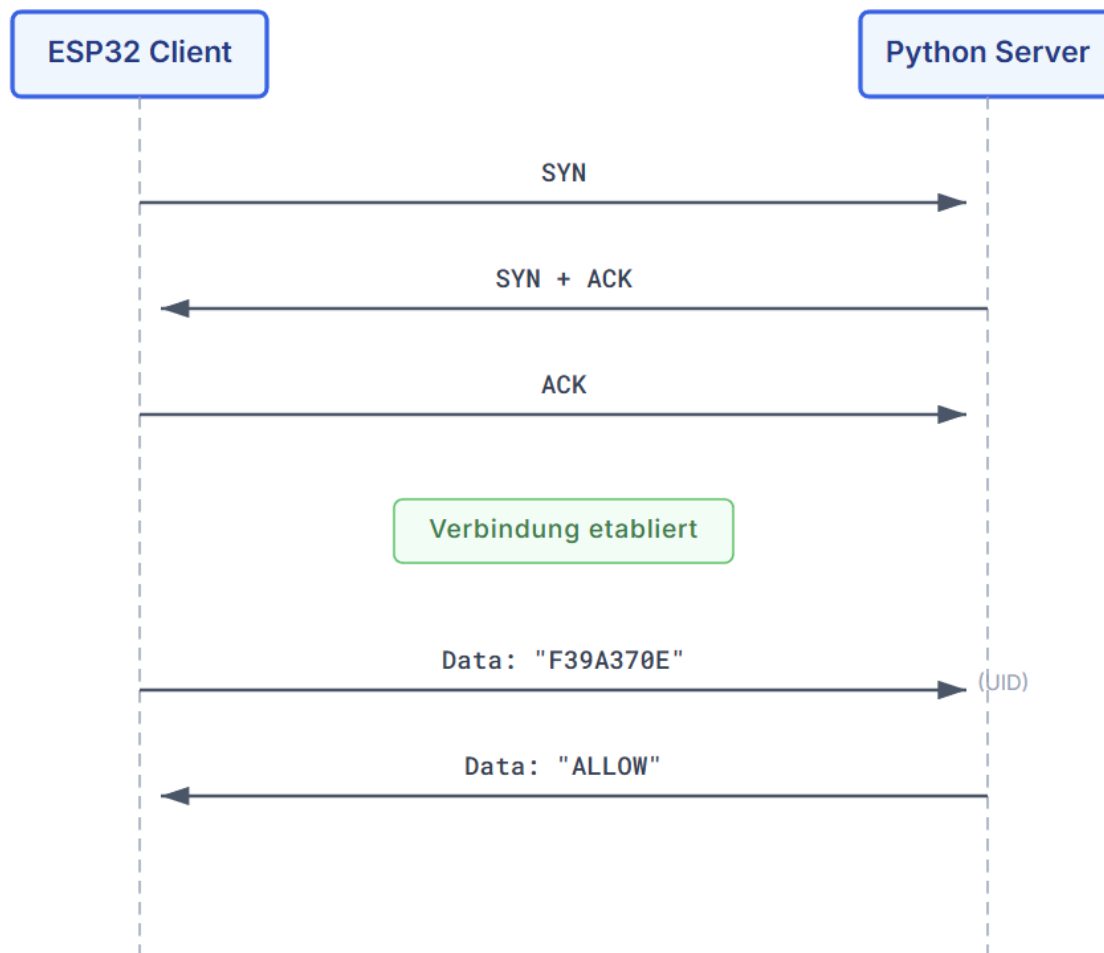 ESP32 Client
Python Server
SYN
SYN + ACK
ACK
Verbindung etabliert
Data: "F39A370E"
(UID)
Data: "ALLOW"